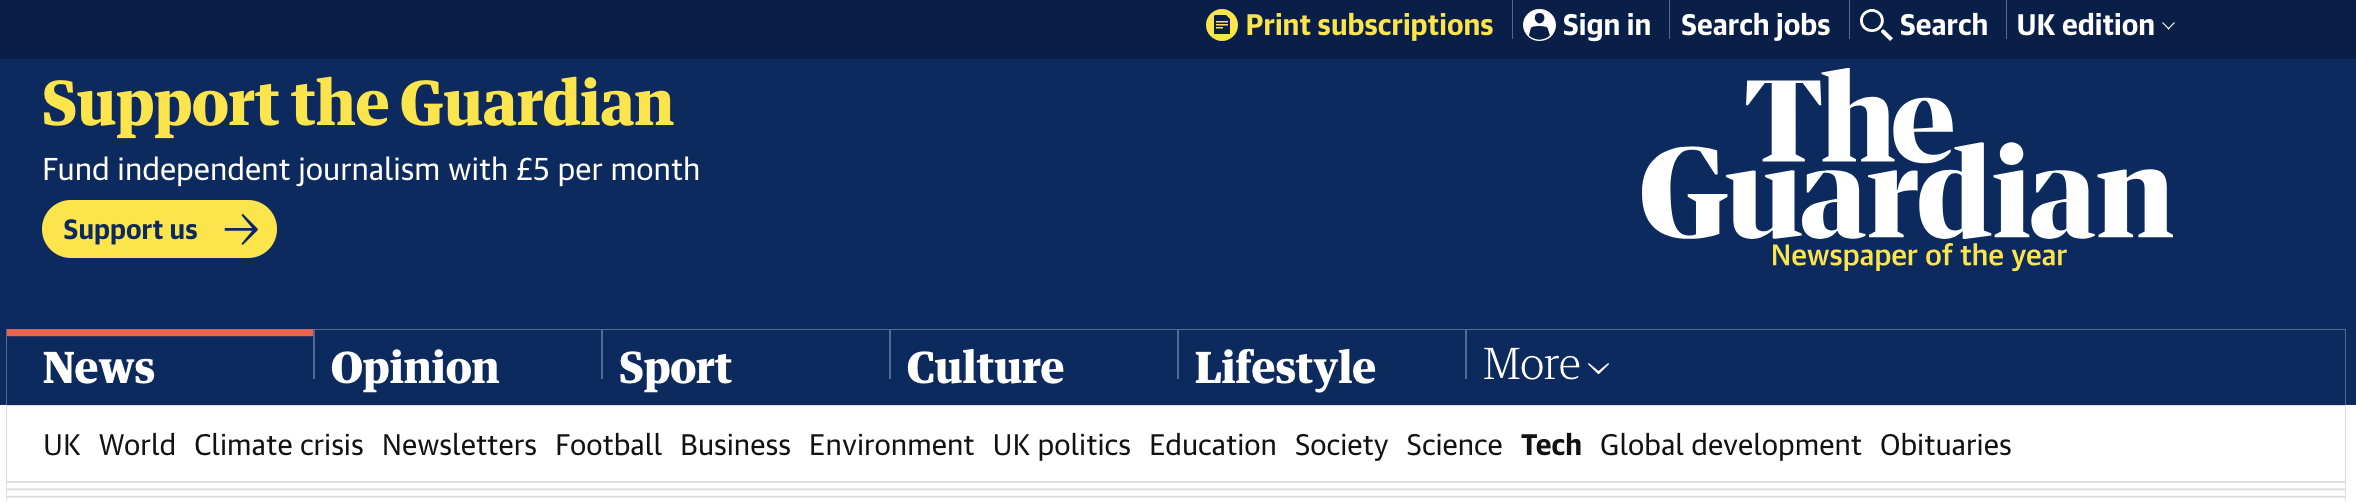 Print subscriptions Sign in Search jobs Search UK edition
Support the Guardian
Fund independent journalism with £5 per month
Support us
The
Guardian
Newspaper of the year
News Opinion Sport Culture Lifestyle More
UK World Climate crisis Newsletters Football Business Environment UK politics Education Society Science Tech Global development Obituaries